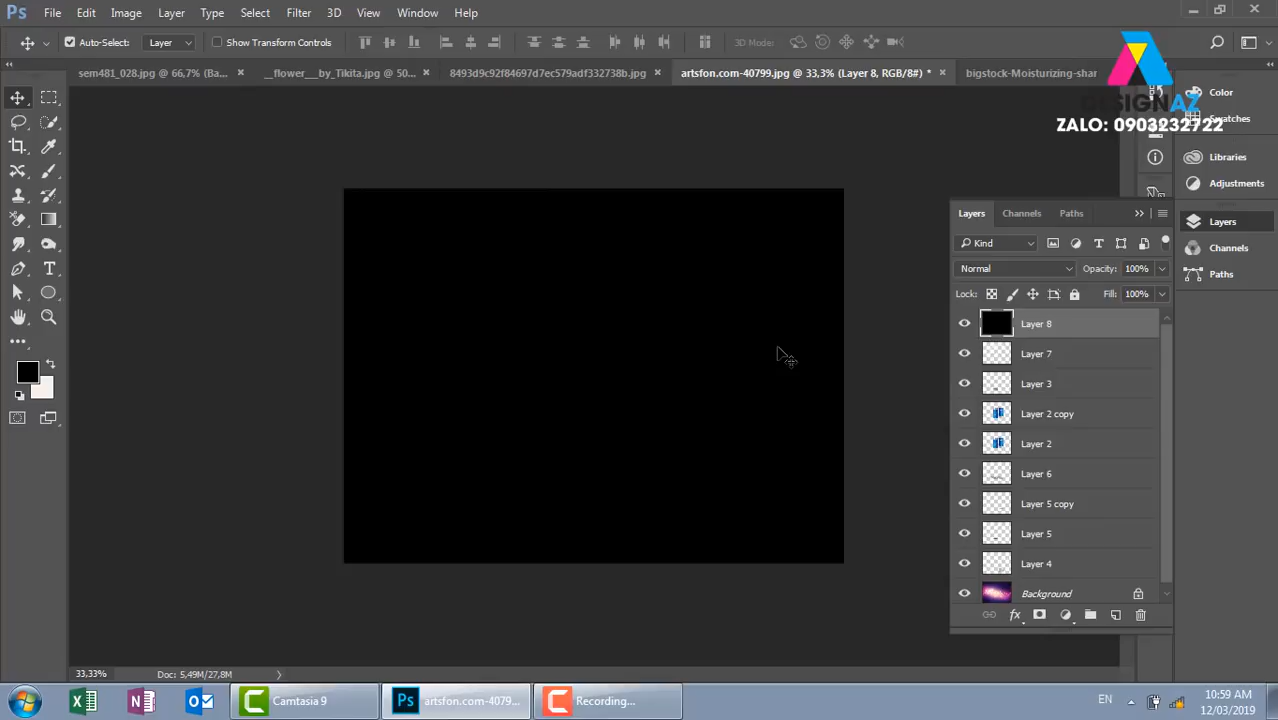 Ps File Edit Image Layer Type Select Filter 3D View Window Help
Auto-Select: Layer Show Transform Controls 3D Mode:
sem481_028.jpg @ 66,7% (Ba... × __flower__by_Tikita.jpg @ 50... × 8493d9c92f84697d7ec579adf332738b.jpg × artsfon.com-40799.jpg @ 33,3% (Layer 8, RGB/8#) * × bigstock-Moisturizing-shar
DESIGNAZ
ZALO: 0903232722
Color
Swatches
Libraries
Adjustments
Layers
Channels
Paths
Layers Channels Paths
Kind
Normal Opacity: 100%
Lock: Fill: 100%
Layer 8
Layer 7
Layer 3
Layer 2 copy
Layer 2
Layer 6
Layer 5 copy
Layer 5
Layer 4
Background
fx
33,33% Doc: 5,49M/27,8M
Camtasia 9
Ps artsfon.com-4079...
Recording...
EN
10:59 AM
12/03/2019